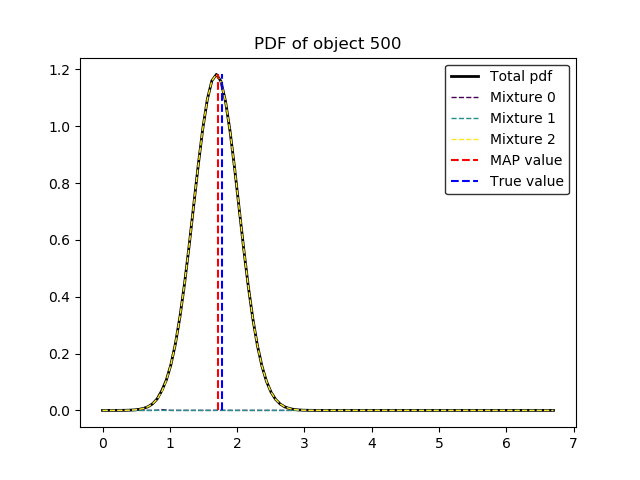 PDF of object 500
Total pdf
Mixture 0
Mixture 1
Mixture 2
MAP value
True value
1.2
1.0
0.8
0.6
0.4
0.2
0.0
0 1 2 3 4 5 6 7